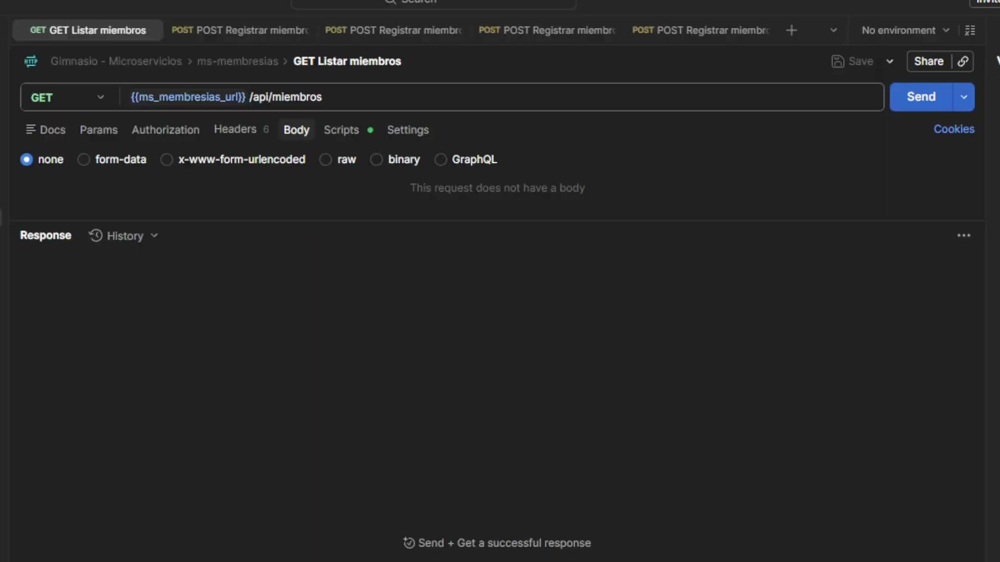 Search
GET GET Listar miembros POST POST Registrar miembr POST POST Registrar miembr POST POST Registrar miembr POST POST Registrar miembr No environment
HTTP Gimnasio - Microservicios > ms-membresias > GET Listar miembros Save Share
GET {{ms_membresias_url}} /api/miembros Send
Docs Params Authorization Headers 6 Body Scripts Settings Cookies
none form-data x-www-form-urlencoded raw binary GraphQL
This request does not have a body
Response History
Send + Get a successful response